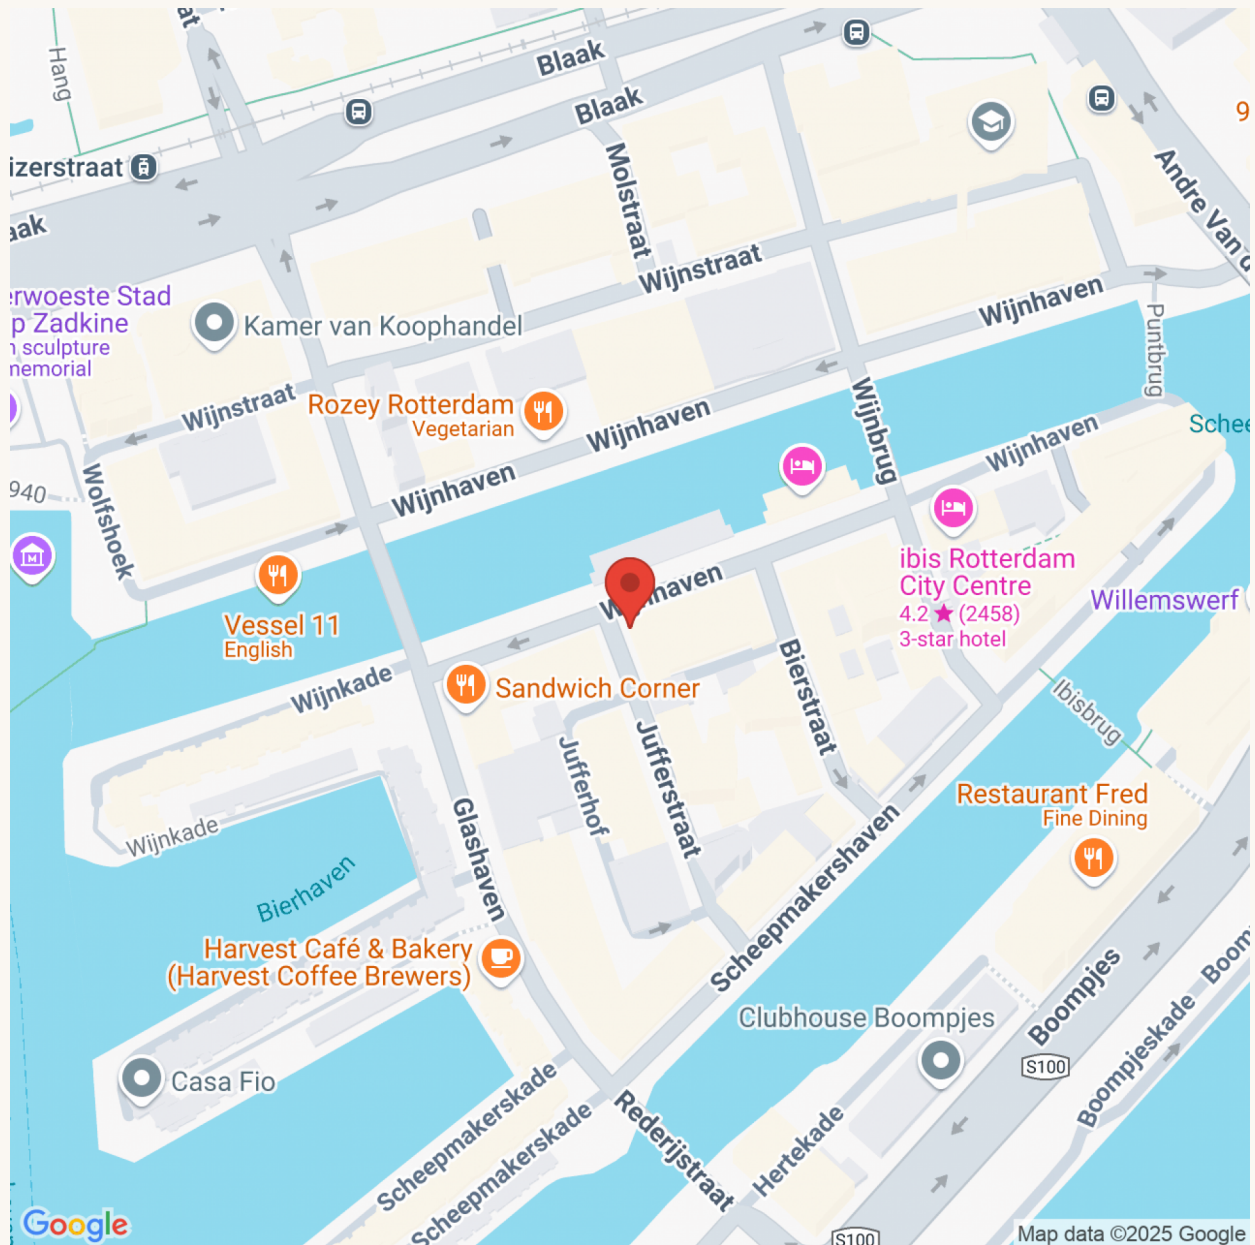 at
Hang
Blaak
Blaak
izerstraat
aak
Molstraat
Andre Van d
9
erwoeste Stad
p Zadkine
n sculpture
memorial
Kamer van Koophandel
Wijnstraat
Wijnhaven
Puntbrug
Wijnstraat
Rozey Rotterdam
Vegetarian
Wijnhaven
Wijnbrug
Schee
Wijnhaven
940
Wolfshoek
Wijnhaven
ibis Rotterdam
City Centre
4.2 ★ (2458)
3-star hotel
Willemswerf
Vessel 11
English
Wijnhaven
Wijnkade
Sandwich Corner
Bierstraat
Ibisbrug
Jufferstraat
Jufferhof
Restaurant Fred
Fine Dining
Wijnkade
Glashaven
Bierhaven
Scheepmakershaven
Harvest Café & Bakery
(Harvest Coffee Brewers)
Clubhouse Boompjes
Boompjes
Boom
Boompjeskade
S100
Casa Fio
Scheepmakerskade
Scheepmakerskade
Rederijstraat
Hertekade
S100
Google
Map data ©2025 Google